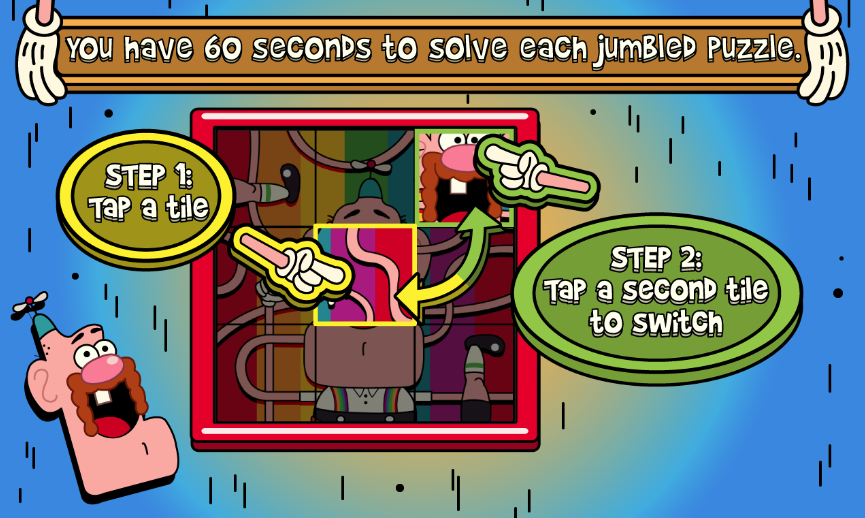 You have 60 seconds to solve each jumbled puzzle.
STEP 1:
Tap a tile
STEP 2:
Tap a second tile
to switch